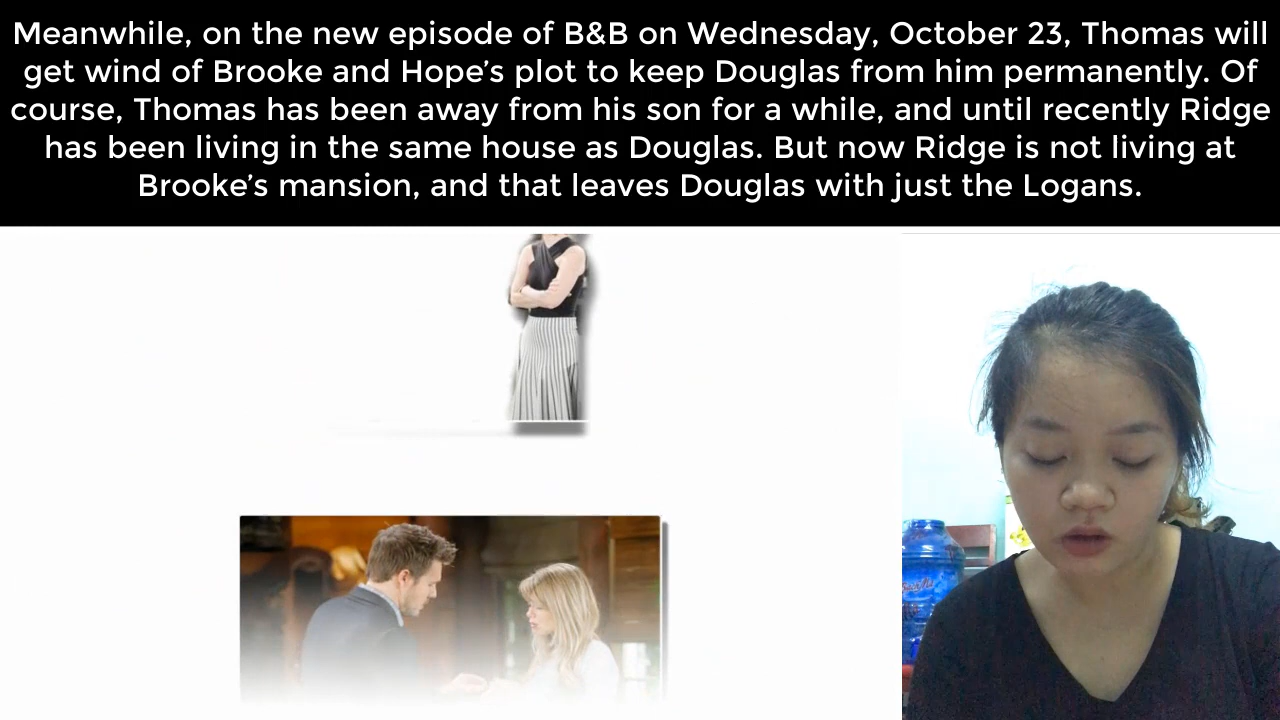 Meanwhile, on the new episode of B&B on Wednesday, October 23, Thomas will
get wind of Brooke and Hope’s plot to keep Douglas from him permanently. Of
course, Thomas has been away from his son for a while, and until recently Ridge
has been living in the same house as Douglas. But now Ridge is not living at
Brooke’s mansion, and that leaves Douglas with just the Logans.